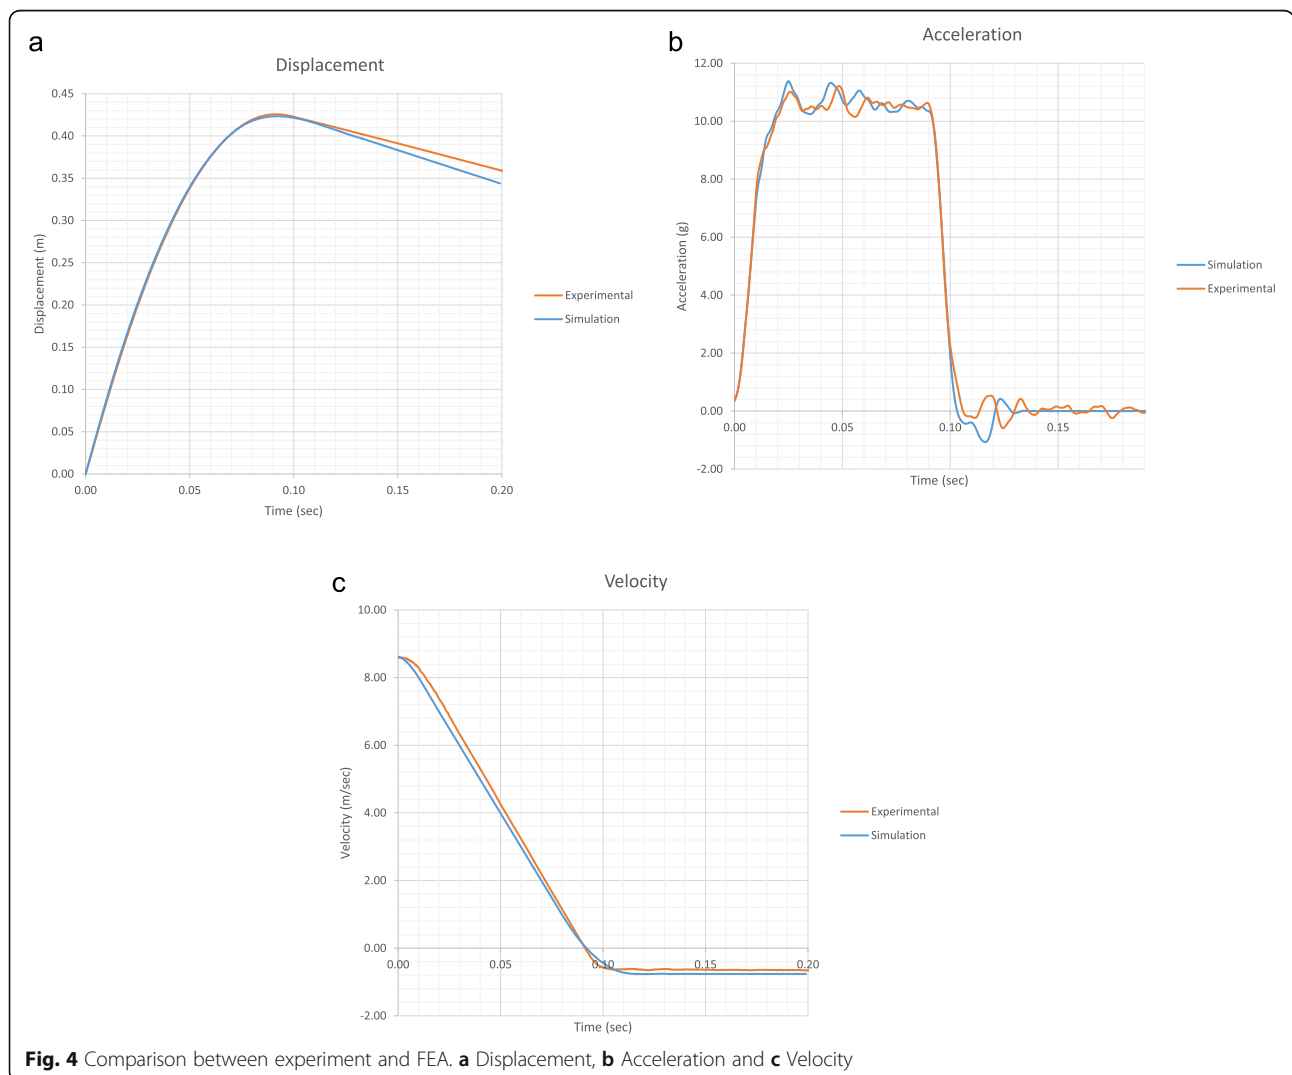 a
Displacement
0.45
0.40
0.35
0.30
0.25
0.20
0.15
0.10
0.05
0.00
Displacement (m)
0.00 0.05 0.10 0.15 0.20
Time (sec)
Experimental
Simulation
b
Acceleration
12.00
10.00
8.00
6.00
4.00
2.00
0.00
-2.00
Acceleration (g)
0.00 0.05 0.10 0.15
Time (sec)
Simulation
Experimental
c
Velocity
10.00
8.00
6.00
4.00
2.00
0.00
-2.00
Velocity (m/sec)
0.00 0.05 0.10 0.15 0.20
Time (sec)
Experimental
Simulation
Fig. 4 Comparison between experiment and FEA. a Displacement, b Acceleration and c Velocity